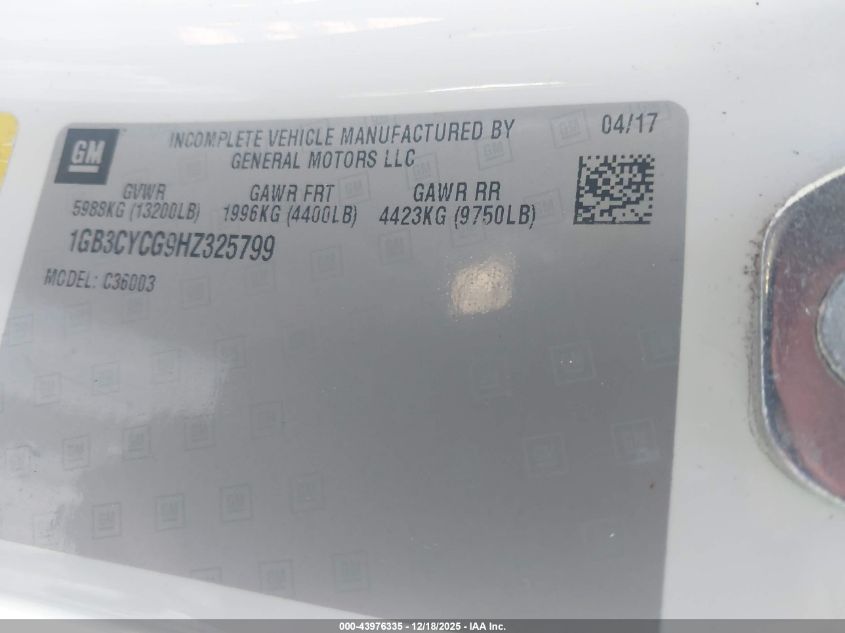 GM
INCOMPLETE VEHICLE MANUFACTURED BY
GENERAL MOTORS LLC
04/17
GVWR GAWR FRT GAWR RR
5988KG (13200LB) 1996KG (4400LB) 4423KG (9750LB)
1GB3CYCG9HZ325799
MODEL: C36003
000-43976335 - 12/18/2025 - IAA Inc.